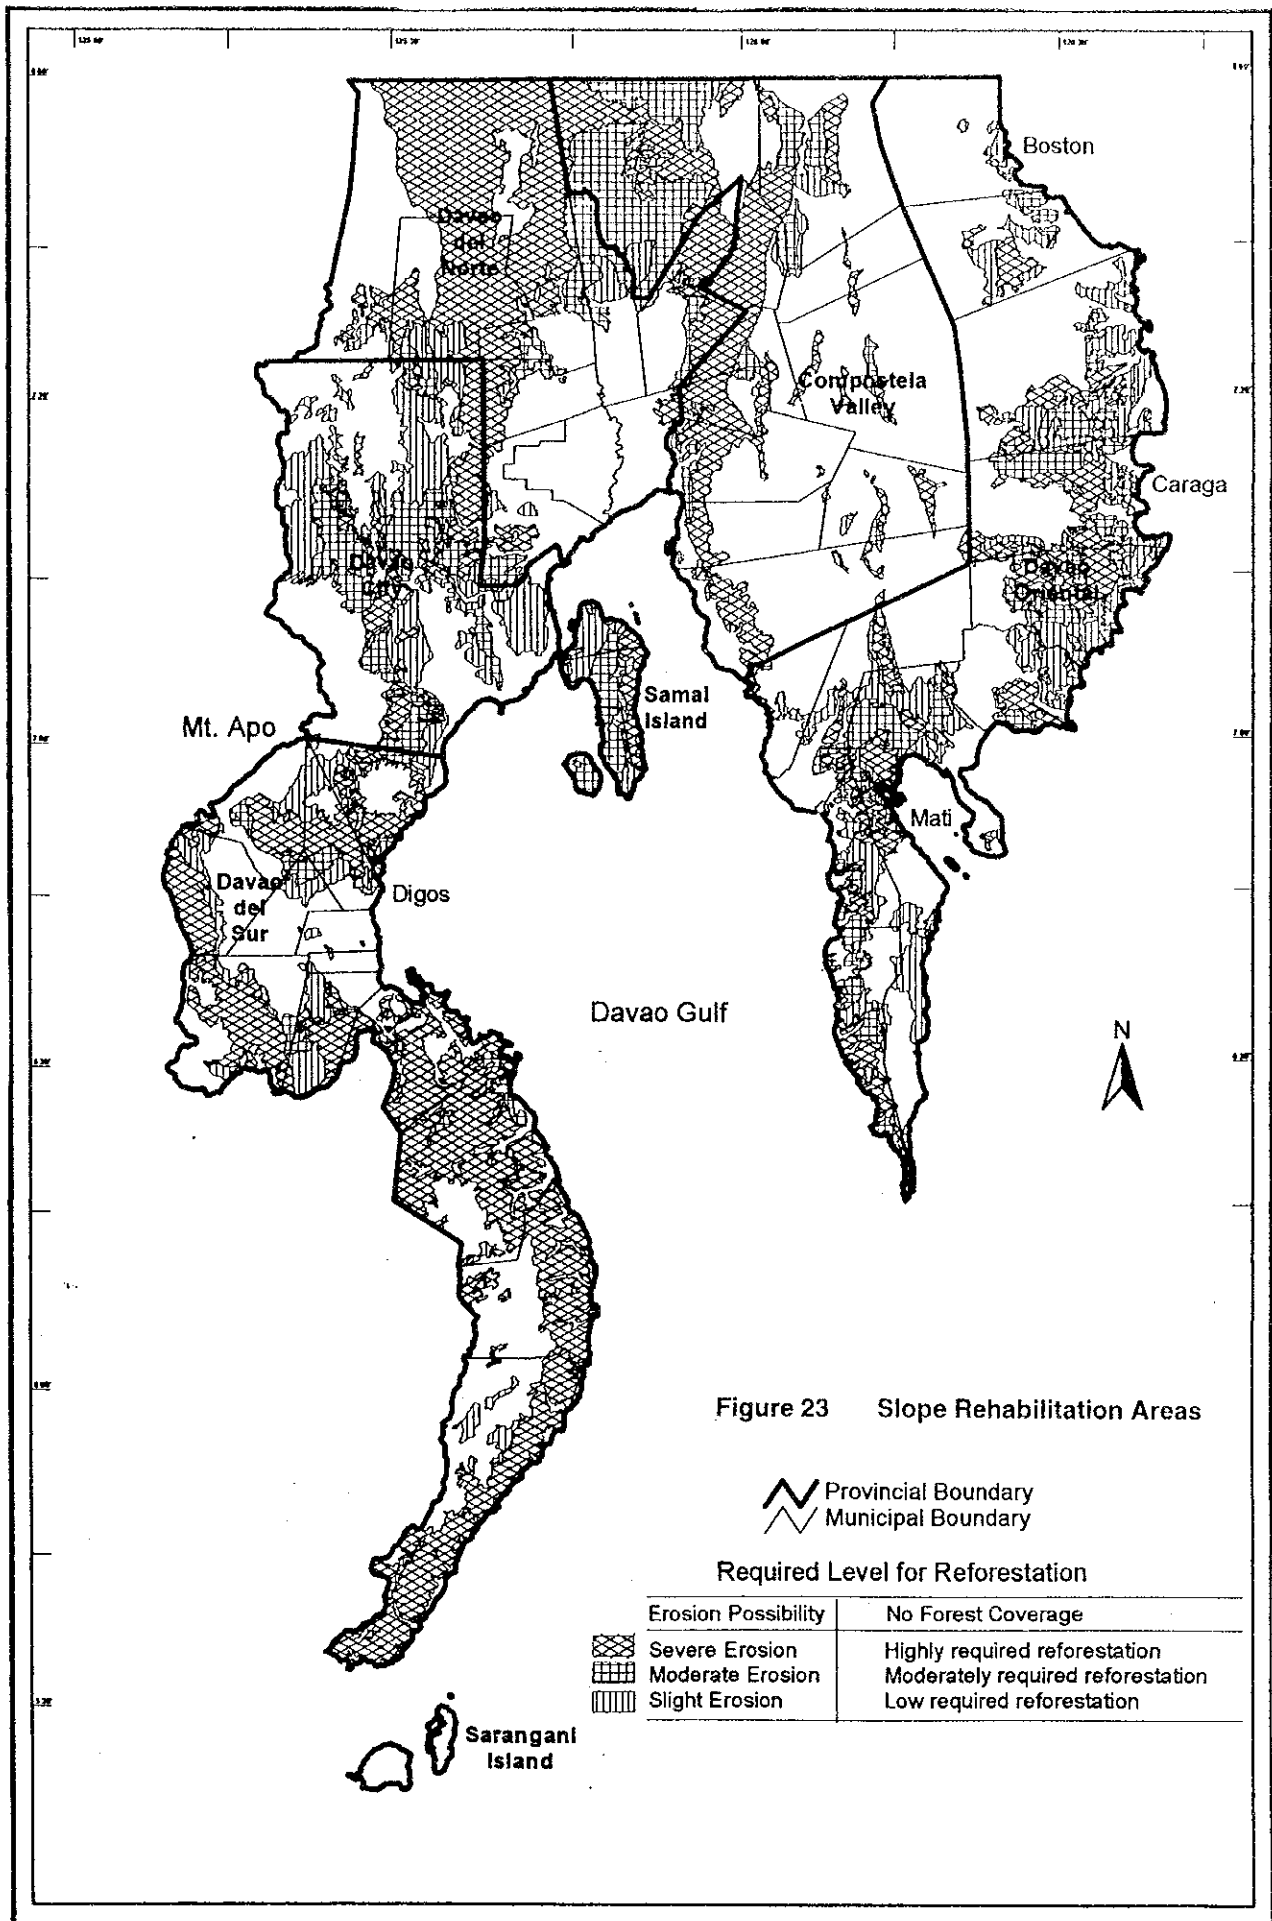 Boston
Davao
del
Norte
Compostela
Valley
Caraga
Davao
City
Davao
Oriental
Samal
Island
Mt. Apo
Mati
Davao
del
Sur
Digos
Davao Gulf
N
Figure 23 Slope Rehabilitation Areas
Provincial Boundary
Municipal Boundary
Required Level for Reforestation
Erosion Possibility No Forest Coverage
Severe Erosion Highly required reforestation
Moderate Erosion Moderately required reforestation
Slight Erosion Low required reforestation
Sarangani
Island